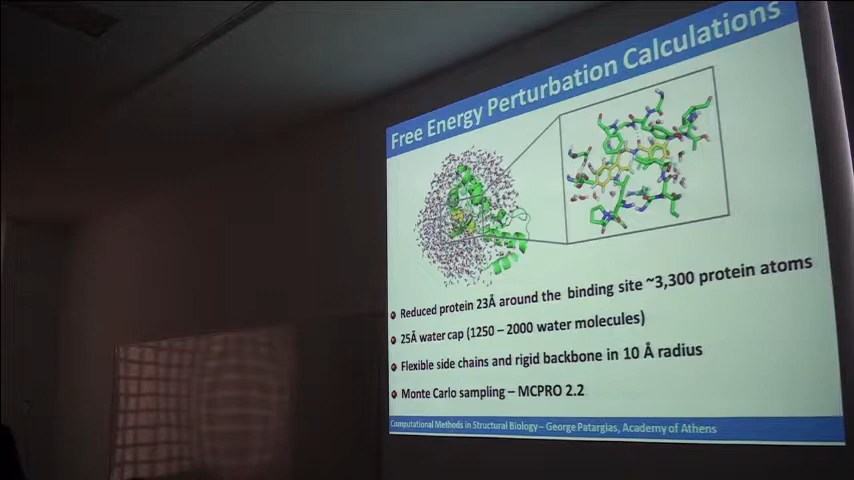 Free Energy Perturbation Calculations
Reduced protein 23Å around the binding site ~3,300 protein atoms
25Å water cap (1250 – 2000 water molecules)
Flexible side chains and rigid backbone in 10 Å radius
Monte Carlo sampling – MCPRO 2.2
Computational Methods in Structural Biology – George Patargias, Academy of Athens